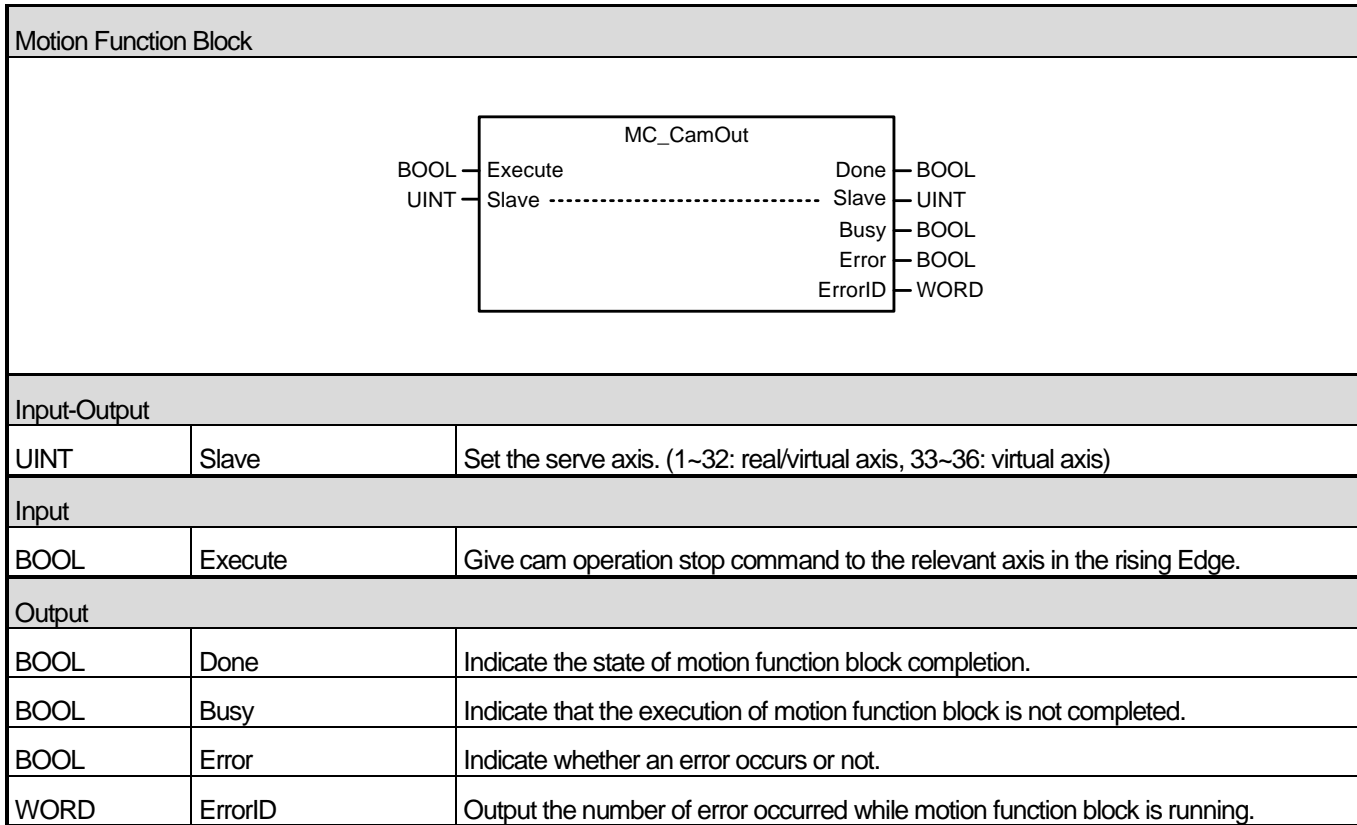 Motion Function Block
MC_CamOut
BOOL Execute Done BOOL
UINT Slave Slave UINT
Busy BOOL
Error BOOL
ErrorID WORD
Input-Output
UINT Slave Set the serve axis. (1~32: real/virtual axis, 33~36: virtual axis)
Input
BOOL Execute Give cam operation stop command to the relevant axis in the rising Edge.
Output
BOOL Done Indicate the state of motion function block completion.
BOOL Busy Indicate that the execution of motion function block is not completed.
BOOL Error Indicate whether an error occurs or not.
WORD ErrorID Output the number of error occurred while motion function block is running.